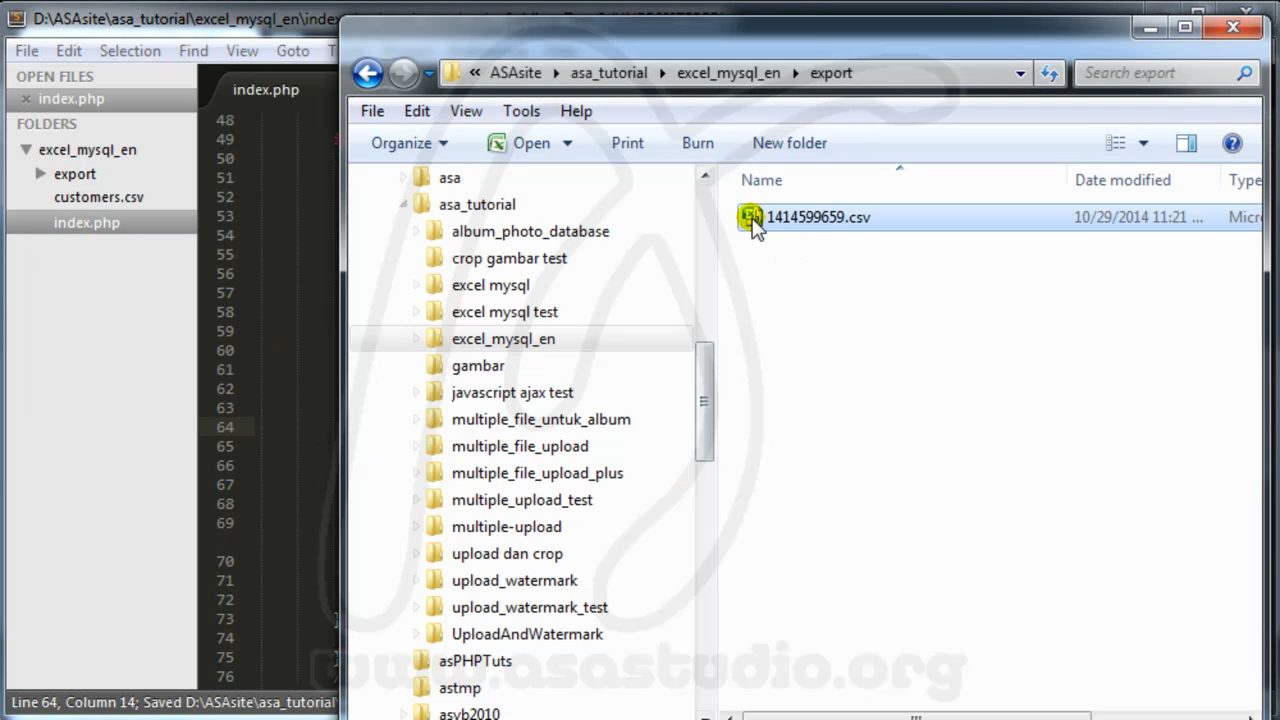 D:\ASAsite\asa_tutorial\excel_mysql_en\index
File Edit Selection Find View Goto
OPEN FILES
index.php
FOLDERS
excel_mysql_en
export
customers.csv
index.php
index.php
48
49
50
51
52
53
54
55
56
57
58
59
60
61
62
63
64
65
66
67
68
69
70
71
72
73
74
75
76
Line 64, Column 14; Saved D:\ASAsite\asa_tutorial
« ASAsite asa_tutorial excel_mysql_en export
Search export
File Edit View Tools Help
Organize Open Print Burn New folder
asa
asa_tutorial
album_photo_database
crop gambar test
excel mysql
excel mysql test
excel_mysql_en
gambar
javascript ajax test
multiple_file_untuk_album
multiple_file_upload
multiple_file_upload_plus
multiple_upload_test
multiple-upload
upload dan crop
upload_watermark
upload_watermark_test
UploadAndWatermark
asPHPTuts
astmp
asvb2010
Name Date modified Type
1414599659.csv 10/29/2014 11:21 ... Micr
www.asastudio.org